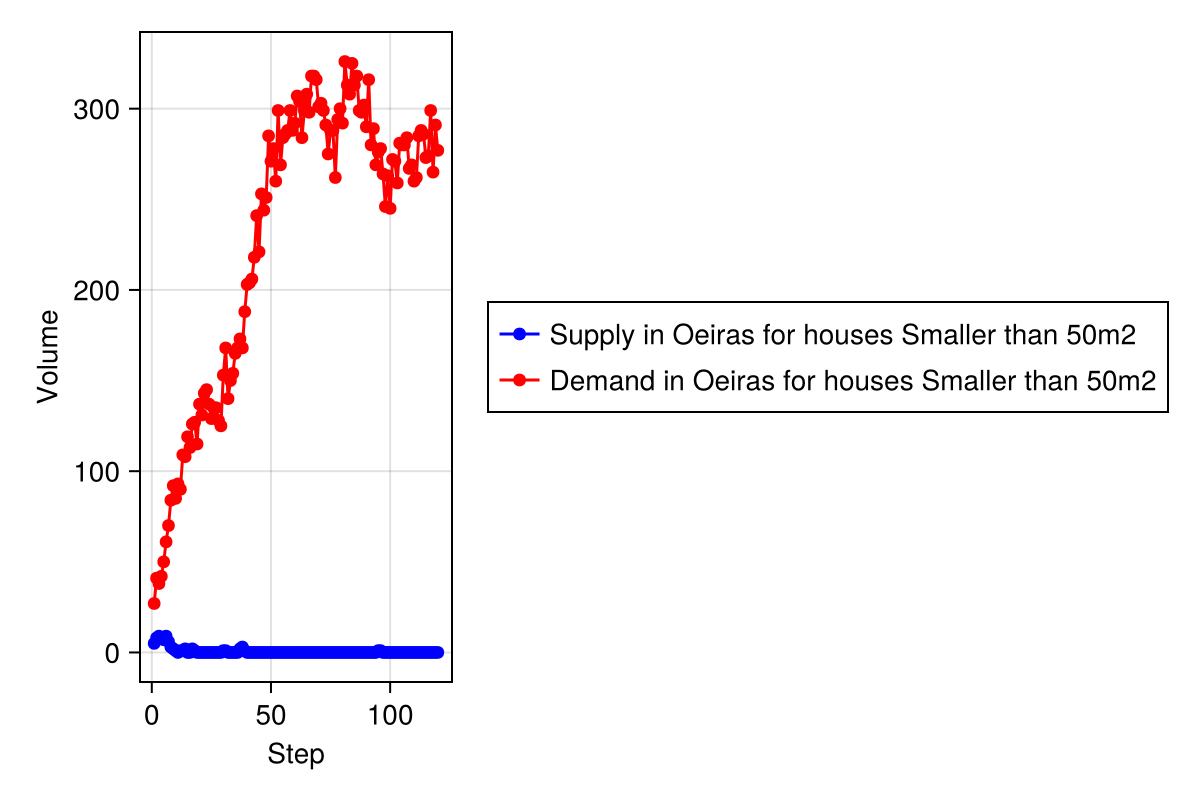 300
200
100
0
Volume
0 50 100
Step
Supply in Oeiras for houses Smaller than 50m2
Demand in Oeiras for houses Smaller than 50m2